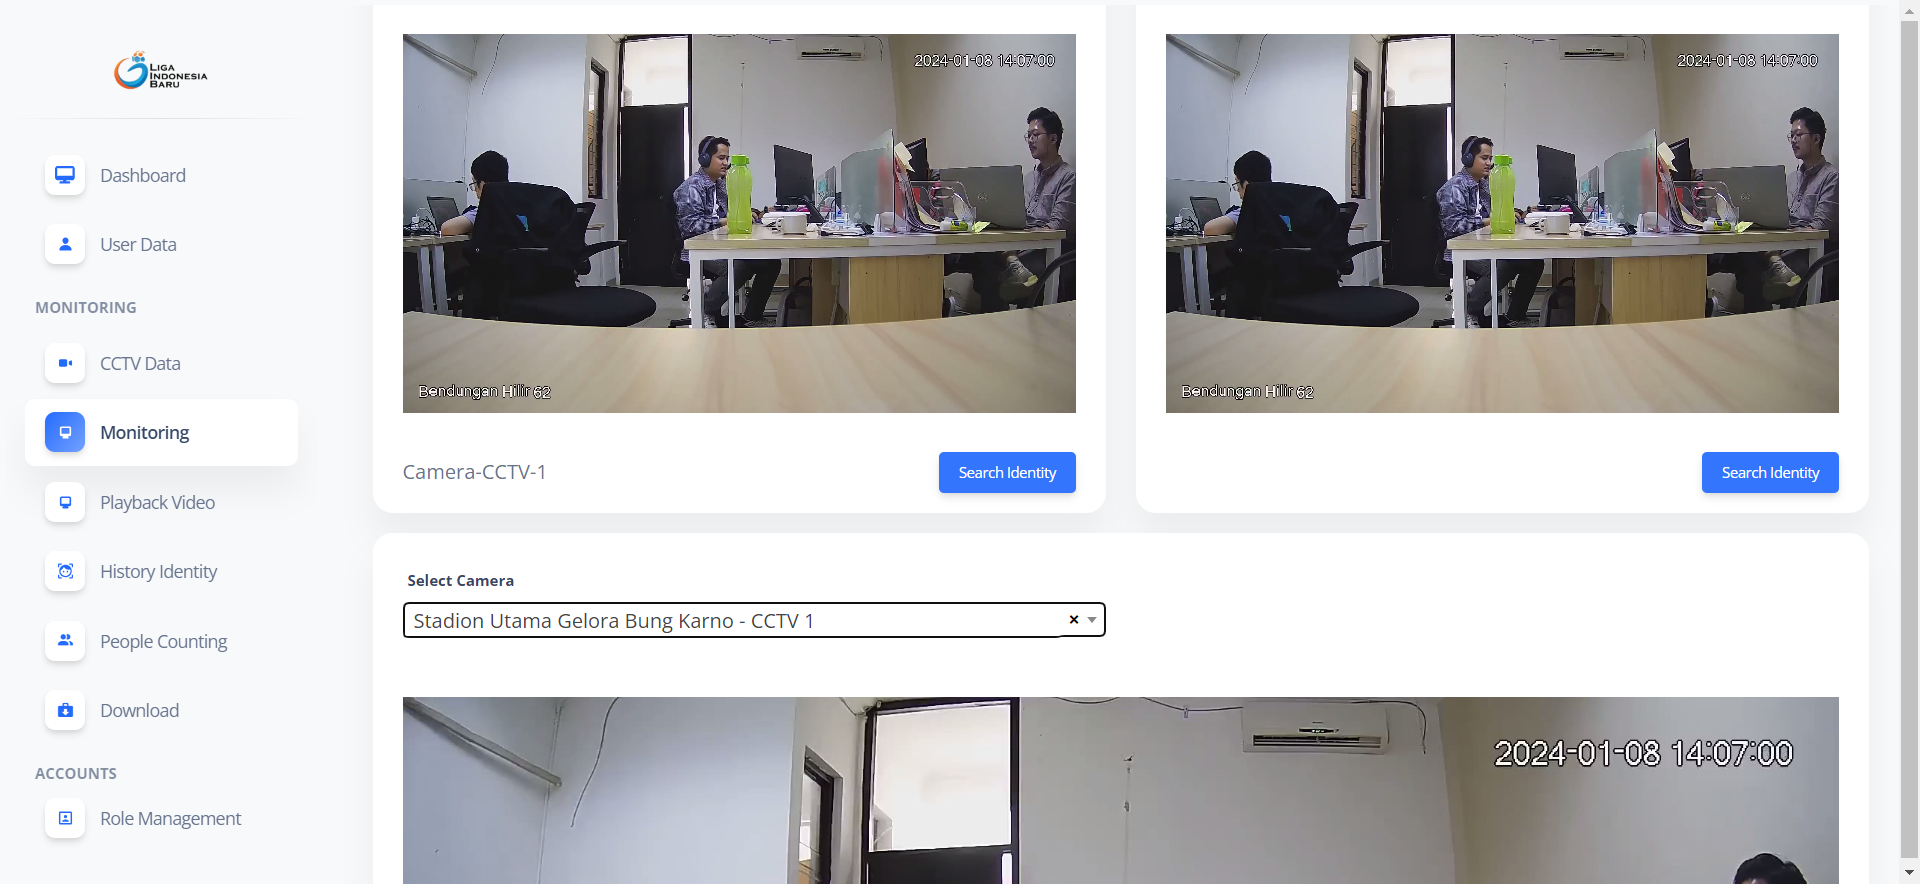 LIGA
INDONESIA
BARU
Dashboard
User Data
MONITORING
CCTV Data
Monitoring
Playback Video
History Identity
People Counting
Download
ACCOUNTS
Role Management
2024-01-08 14:07:00
Bendungan Hilir 62
Camera-CCTV-1
Search Identity
2024-01-08 14:07:00
Bendungan Hilir 62
Search Identity
Select Camera
Stadion Utama Gelora Bung Karno - CCTV 1
×
2024-01-08 14:07:00